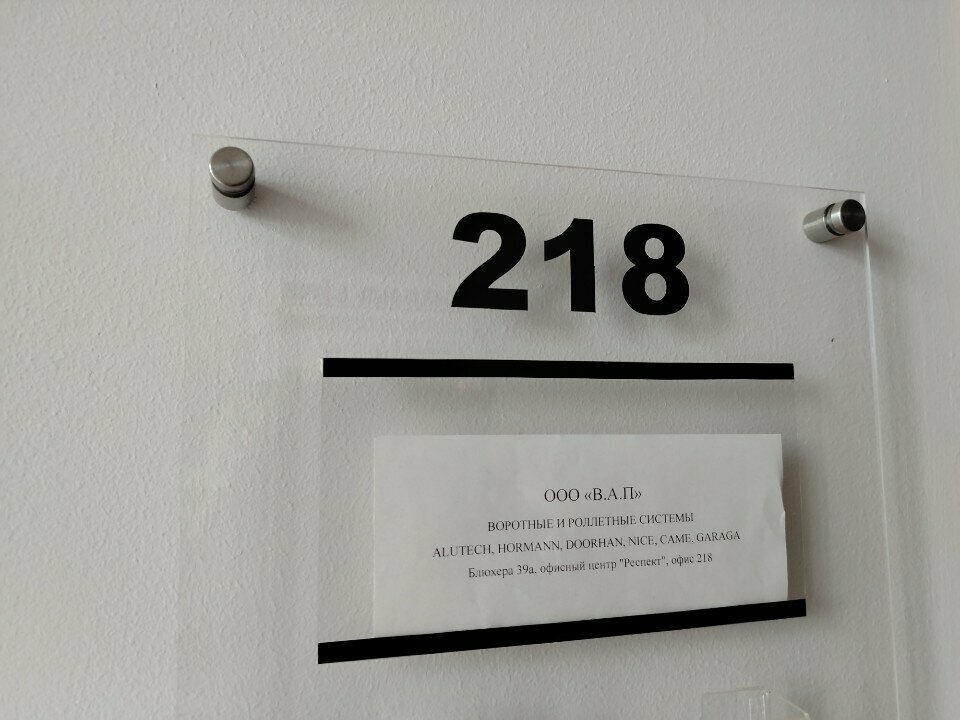 218
ООО «В.А.П»
ВОРОТНЫЕ И РОЛЛЕТНЫЕ СИСТЕМЫ
ALUTECH, HORMANN, DOORHAN, NICE, CAME, GARAGA
Блюхера 39а, офисный центр "Респект", офис 218